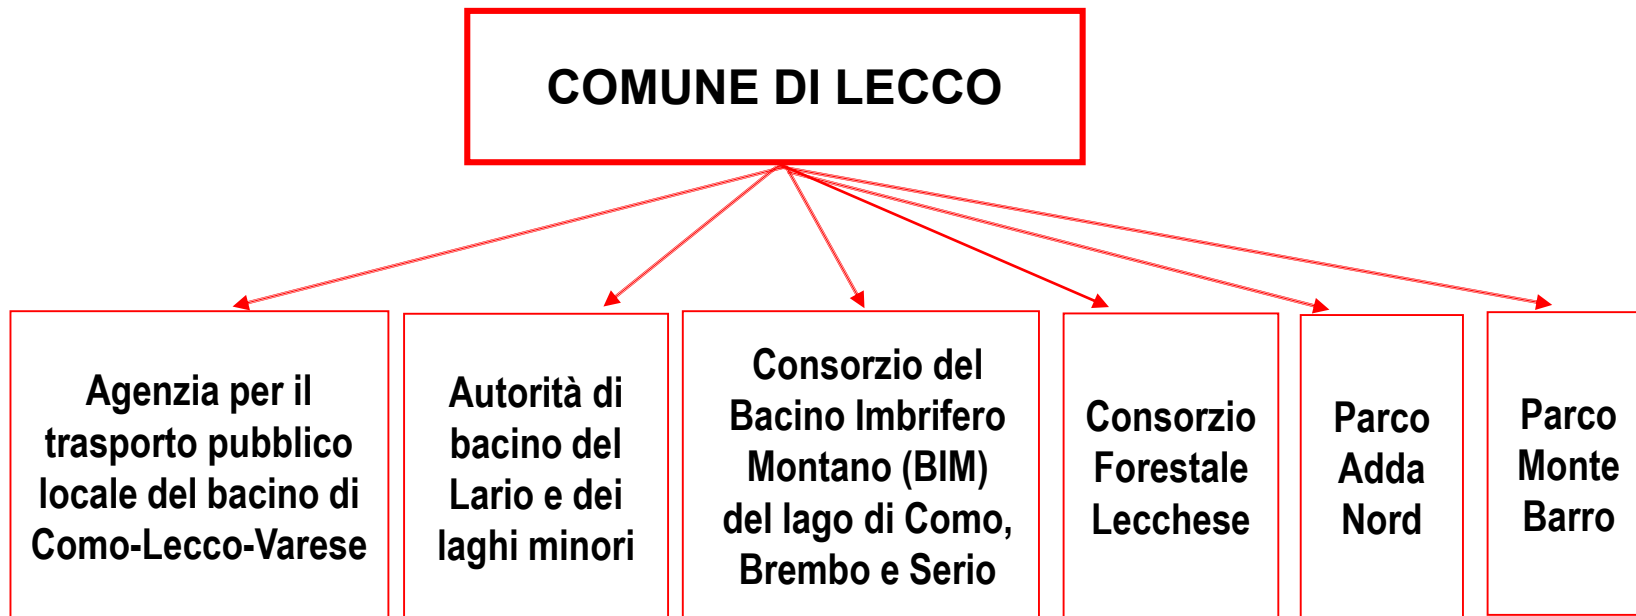 COMUNE DI LECCO
Agenzia per il
trasporto pubblico
locale del bacino di
Como-Lecco-Varese
Autorità di
bacino del
Lario e dei
laghi minori
Consorzio del
Bacino Imbrifero
Montano (BIM)
del lago di Como,
Brembo e Serio
Consorzio
Forestale
Lecchese
Parco
Adda
Nord
Parco
Monte
Barro